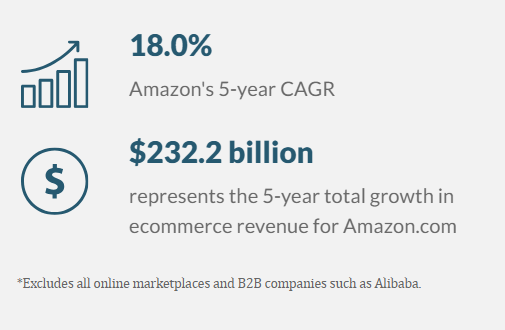 18.0%
Amazon's 5-year CAGR
$
$232.2 billion
represents the 5-year total growth in
ecommerce revenue for Amazon.com
*Excludes all online marketplaces and B2B companies such as Alibaba.